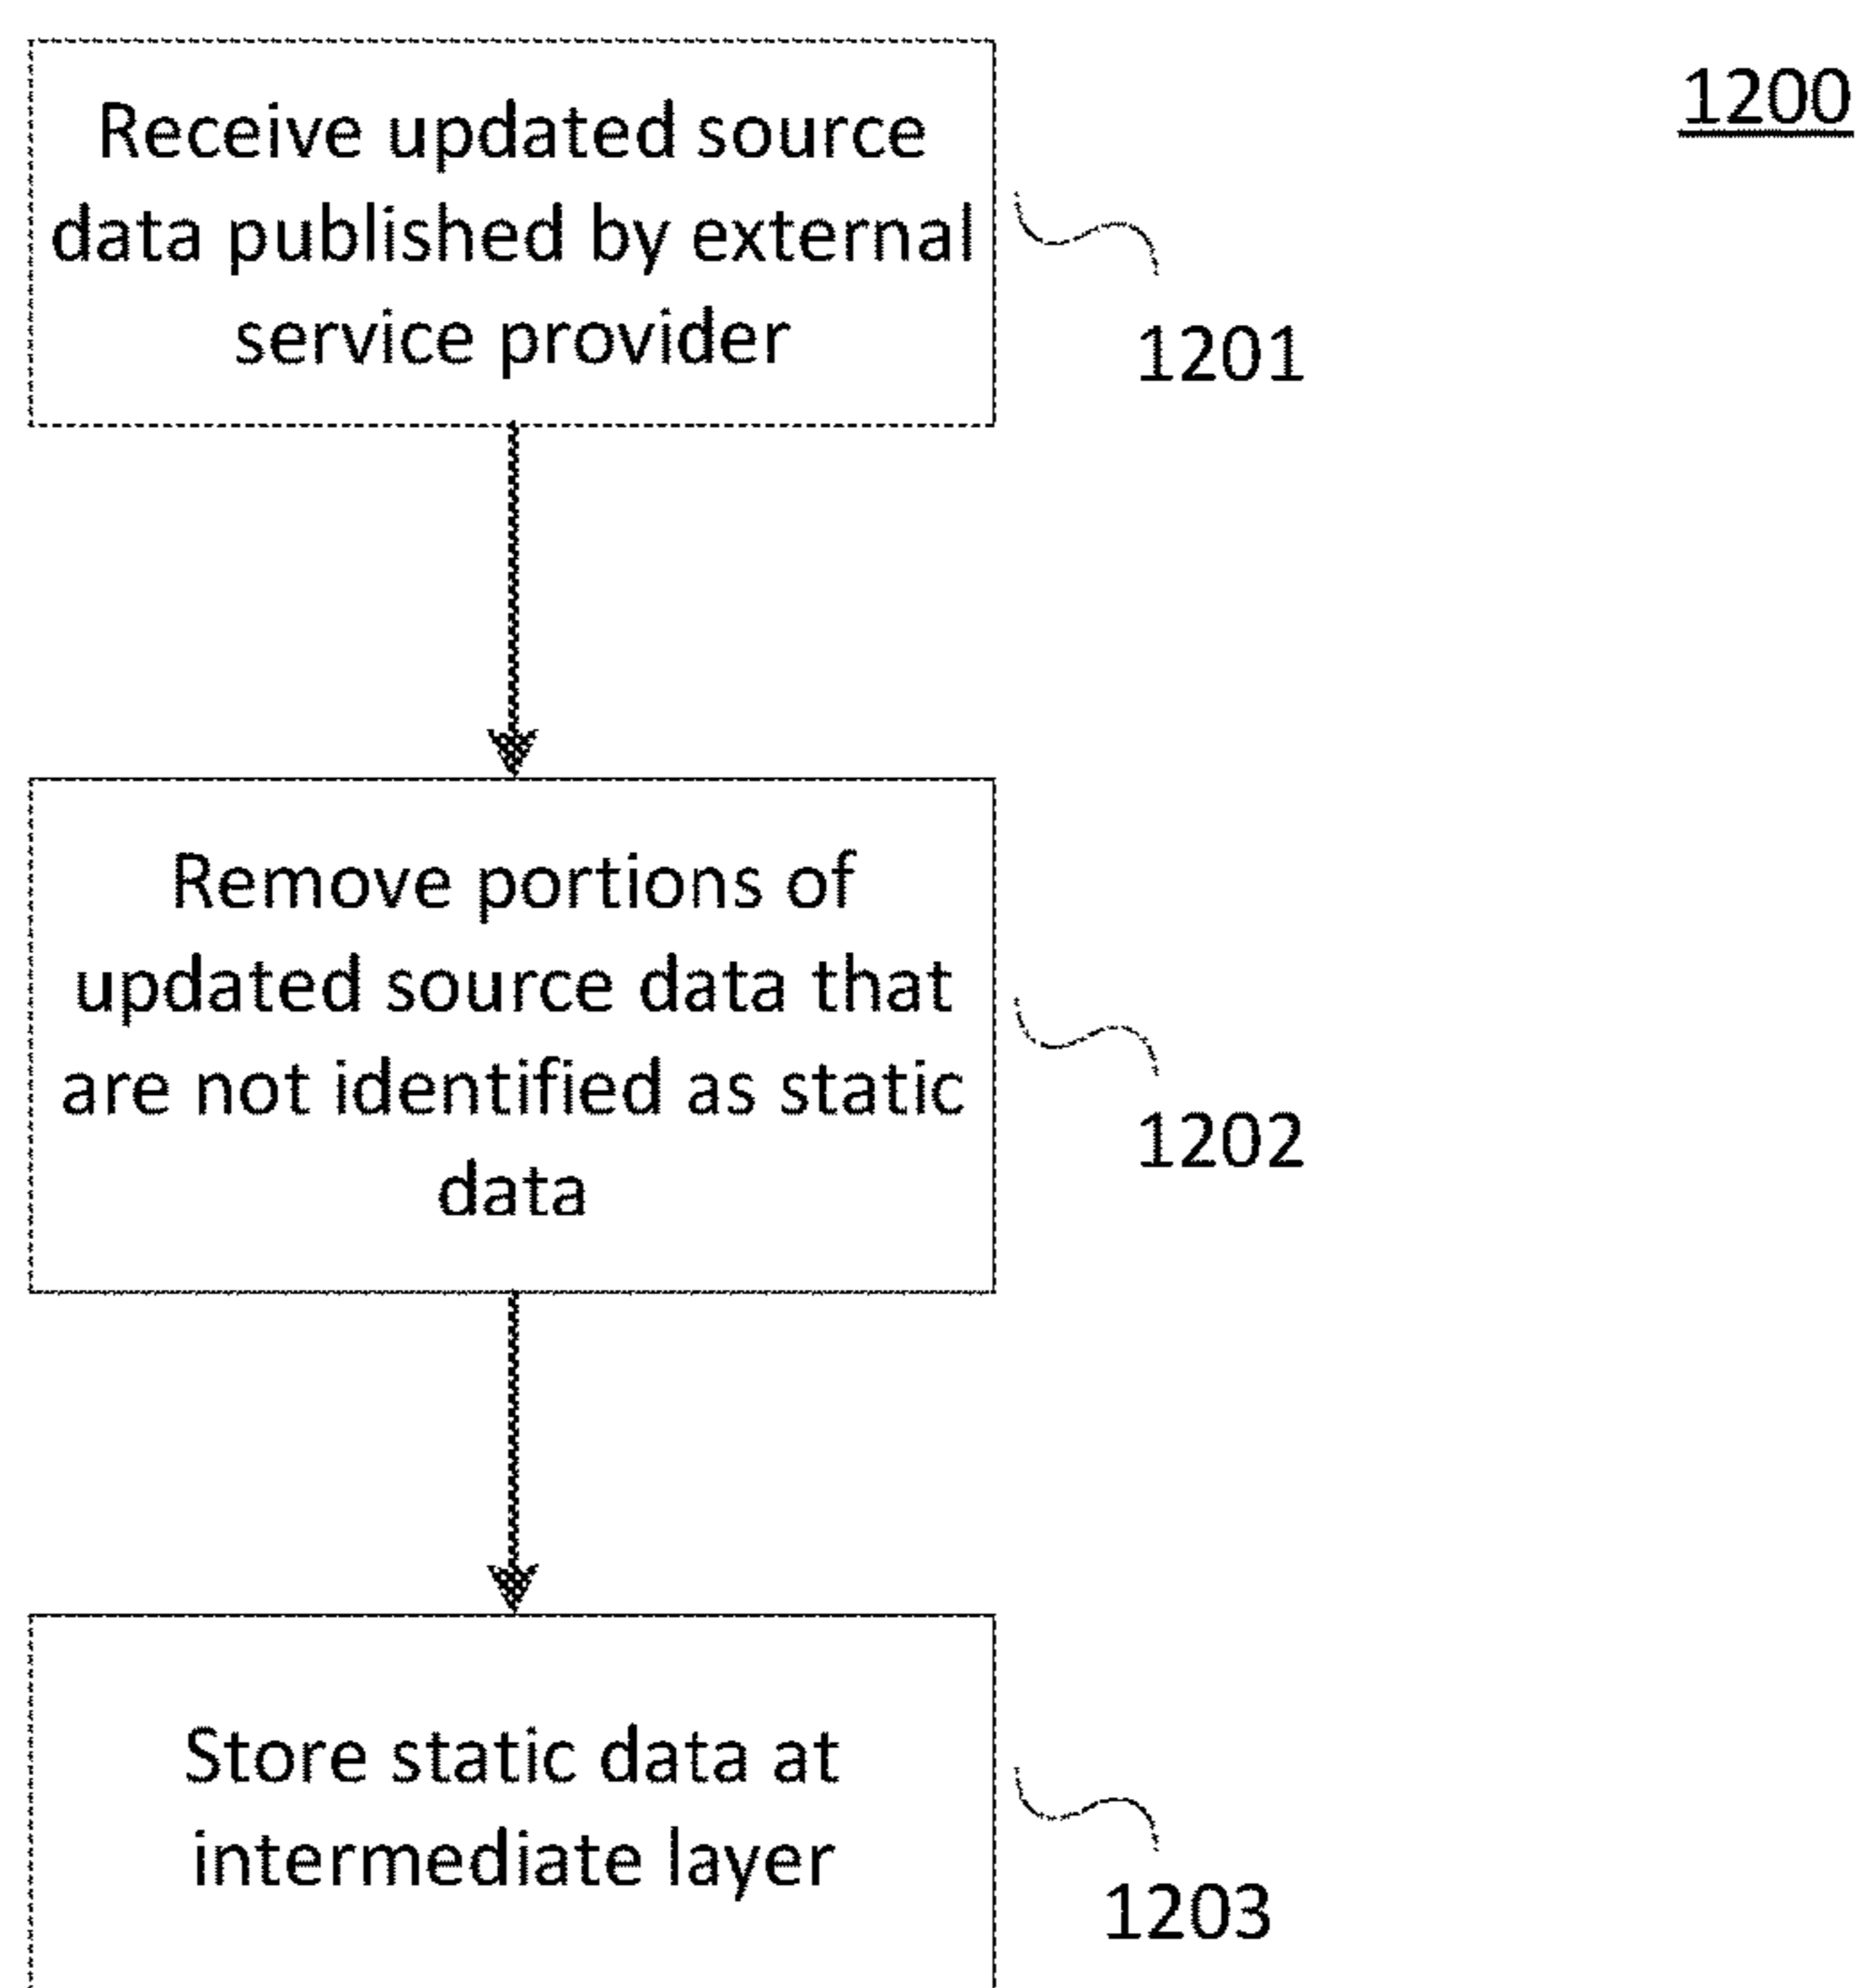 1200
Receive updated source
data published by external
service provider
1201
Remove portions of
updated source data that
are not identified as static
data
1202
Store static data at
intermediate layer
1203